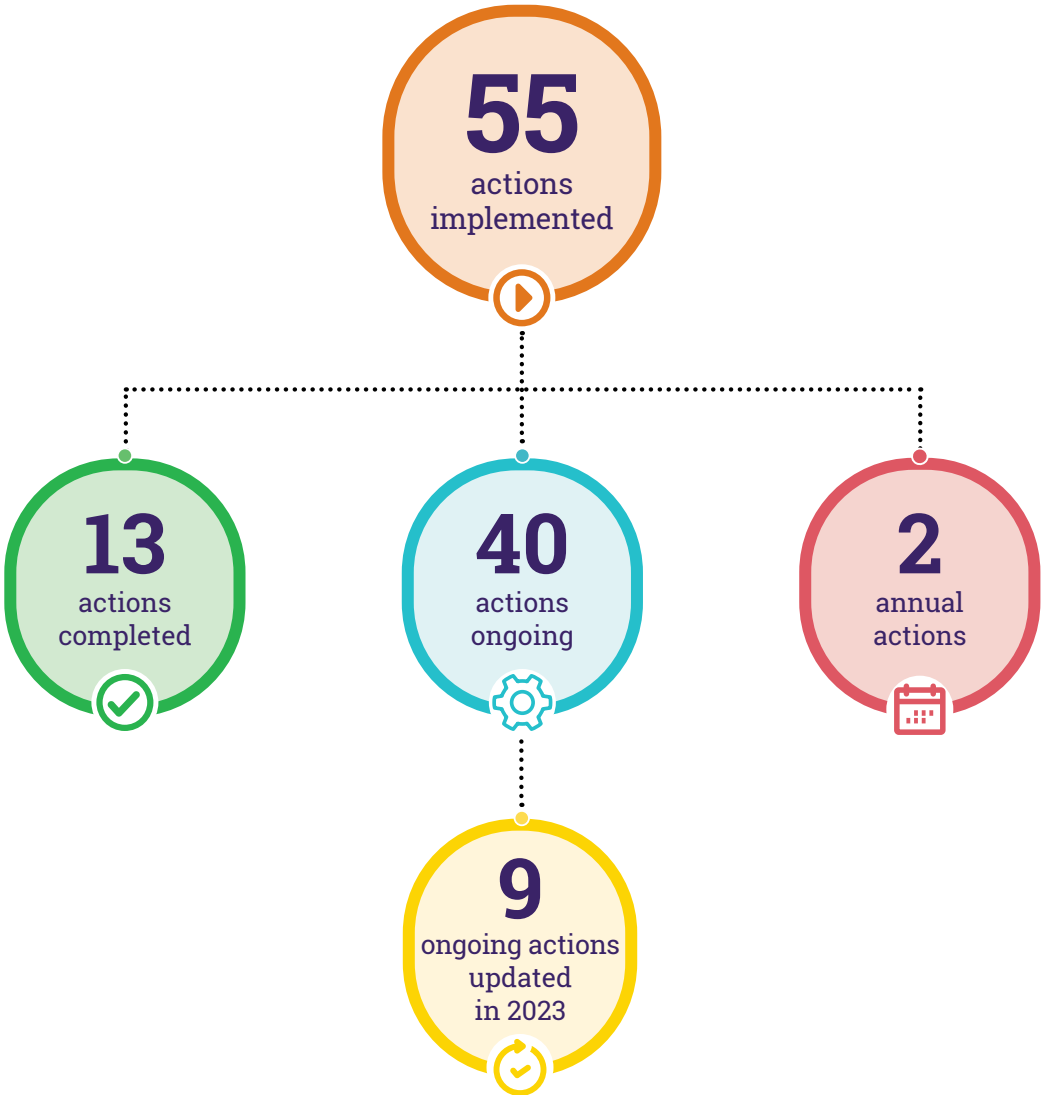 55
actions
implemented
13
actions
completed
40
actions
ongoing
2
annual
actions
9
ongoing actions
updated
in 2023